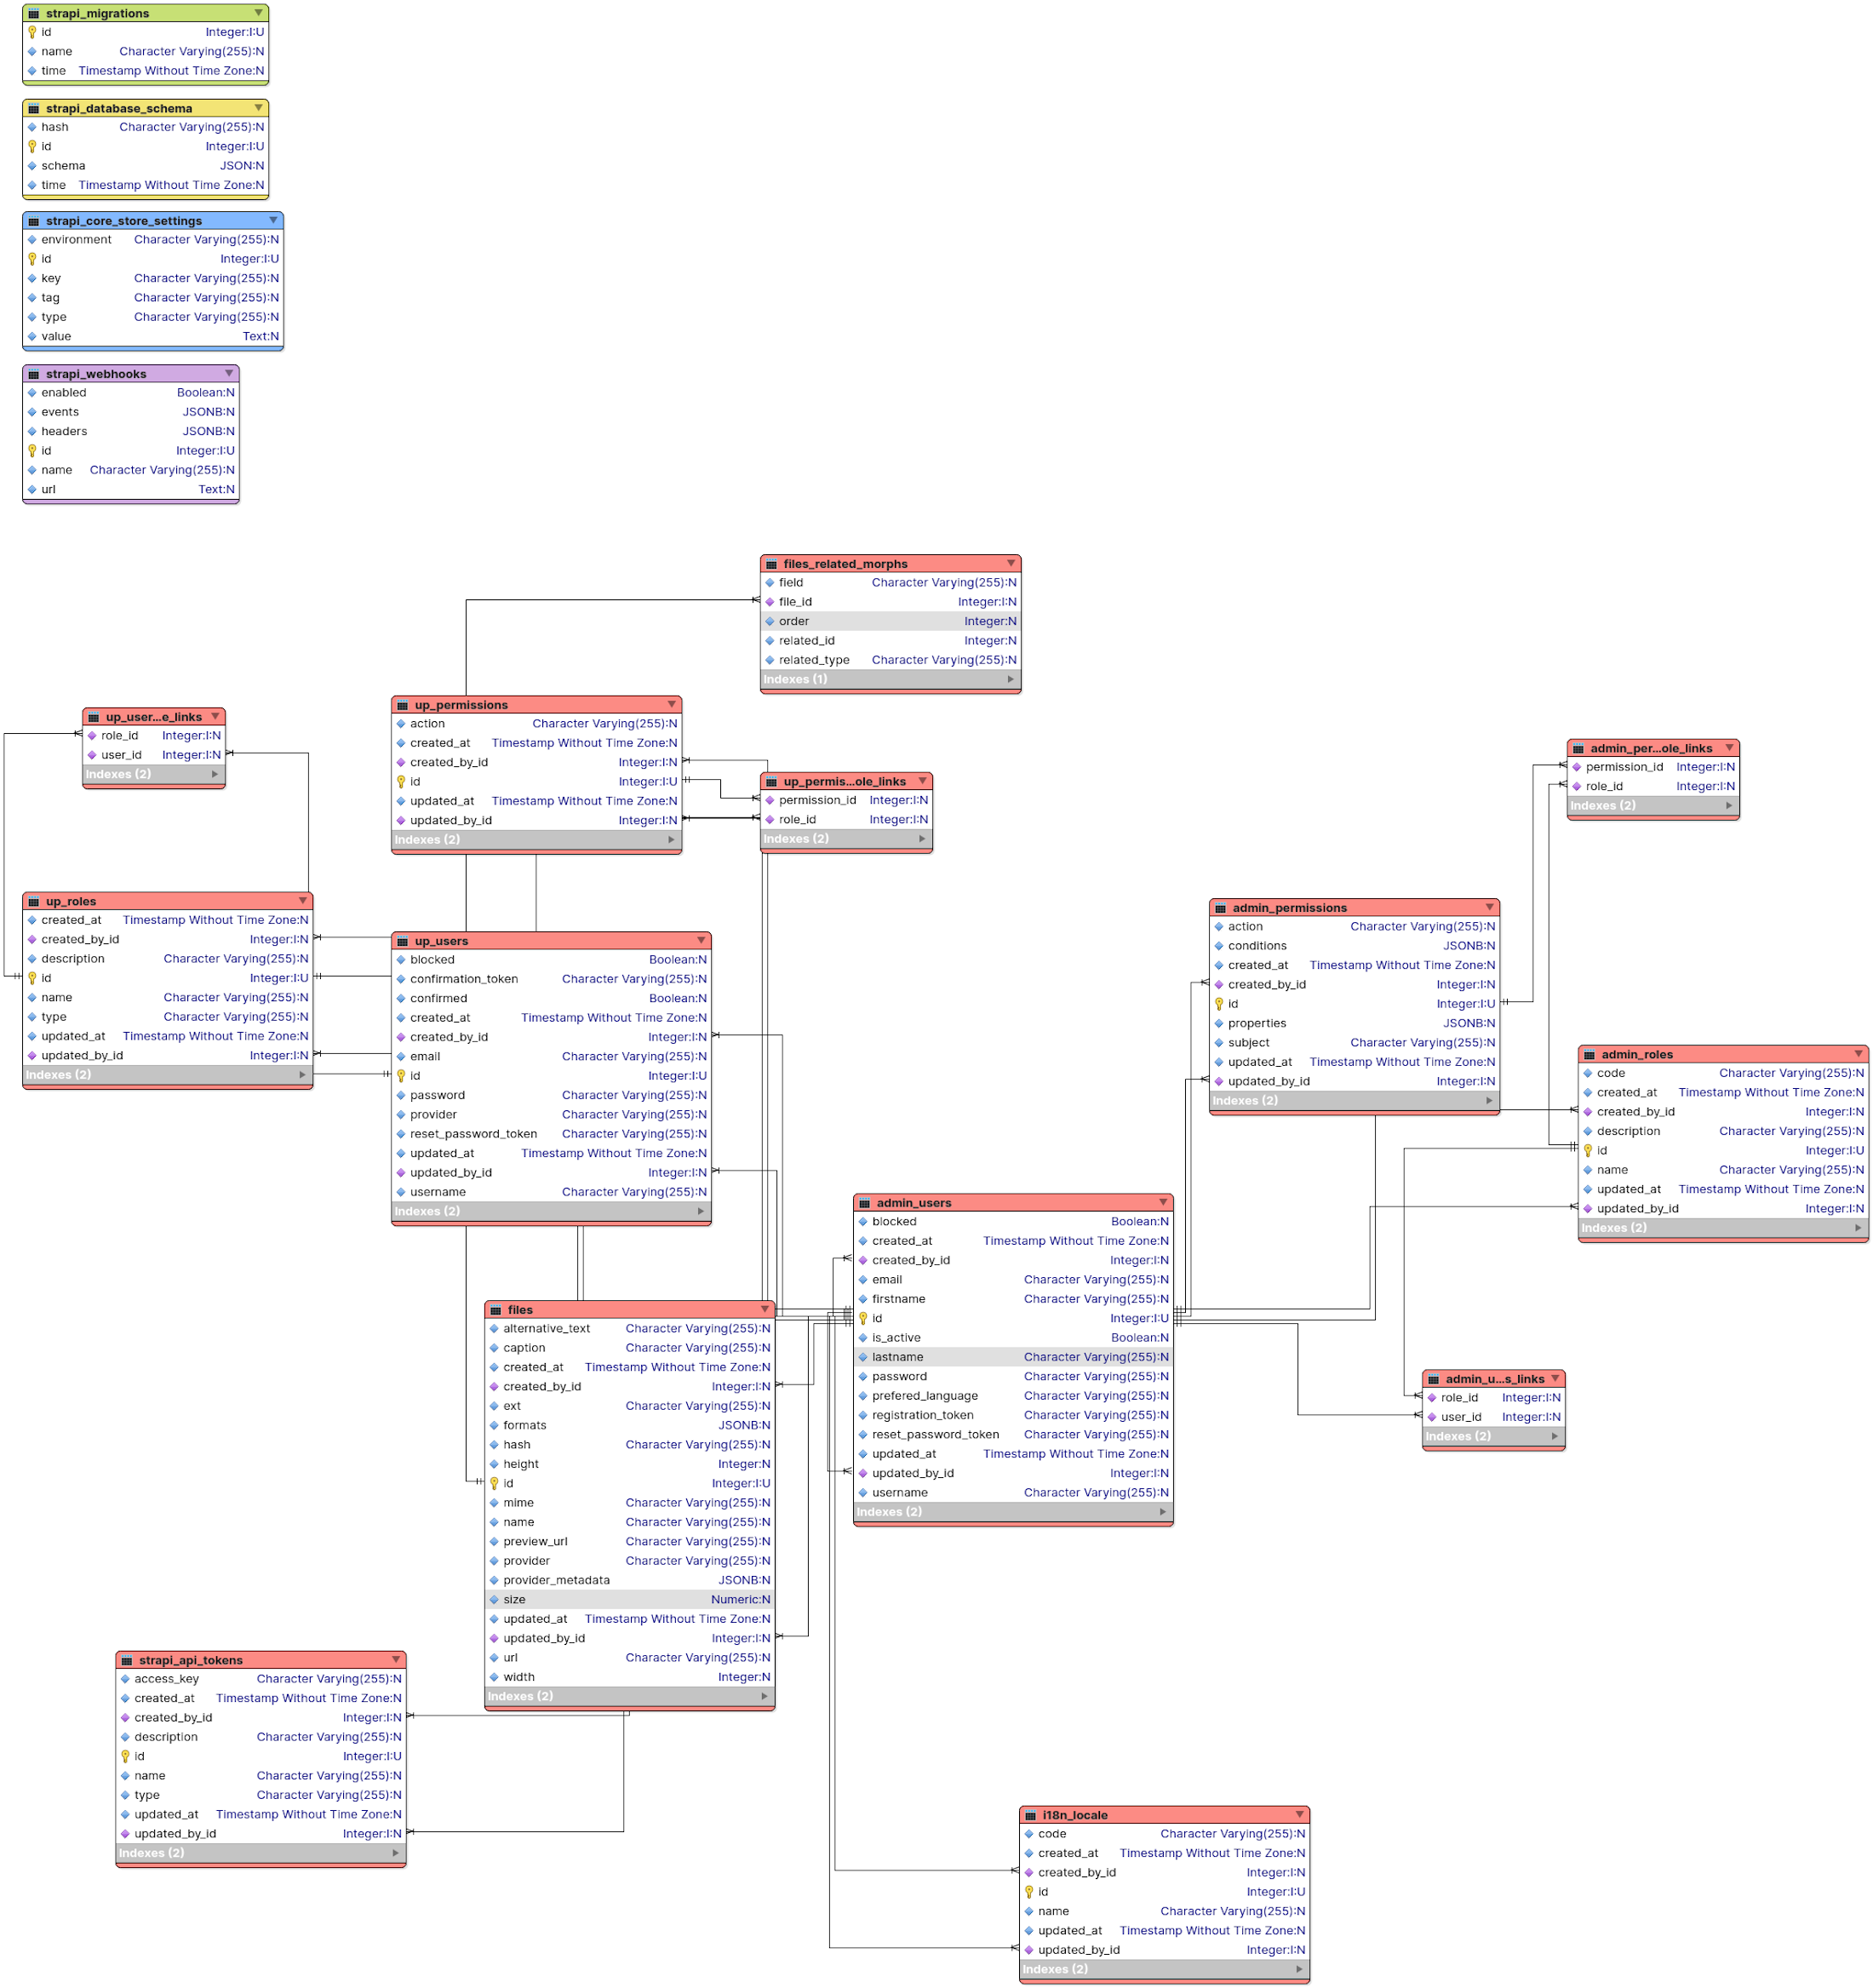 strapi_migrations
id Integer:I:U
name Character Varying(255):N
time Timestamp Without Time Zone:N
strapi_database_schema
hash Character Varying(255):N
id Integer:I:U
schema JSON:N
time Timestamp Without Time Zone:N
strapi_core_store_settings
environment Character Varying(255):N
id Integer:I:U
key Character Varying(255):N
tag Character Varying(255):N
type Character Varying(255):N
value Text:N
strapi_webhooks
enabled Boolean:N
events JSONB:N
headers JSONB:N
id Integer:I:U
name Character Varying(255):N
url Text:N
files_related_morphs
field Character Varying(255):N
file_id Integer:I:N
order Integer:N
related_id Integer:N
related_type Character Varying(255):N
Indexes (1)
up_user...e_links
role_id Integer:I:N
user_id Integer:I:N
Indexes (2)
up_permissions
action Character Varying(255):N
created_at Timestamp Without Time Zone:N
created_by_id Integer:I:N
id Integer:I:U
updated_at Timestamp Without Time Zone:N
updated_by_id Integer:I:N
Indexes (2)
up_permis...ole_links
permission_id Integer:I:N
role_id Integer:I:N
Indexes (2)
admin_per...ole_links
permission_id Integer:I:N
role_id Integer:I:N
Indexes (2)
up_roles
created_at Timestamp Without Time Zone:N
created_by_id Integer:I:N
description Character Varying(255):N
id Integer:I:U
name Character Varying(255):N
type Character Varying(255):N
updated_at Timestamp Without Time Zone:N
updated_by_id Integer:I:N
Indexes (2)
up_users
blocked Boolean:N
confirmation_token Character Varying(255):N
confirmed Boolean:N
created_at Timestamp Without Time Zone:N
created_by_id Integer:I:N
email Character Varying(255):N
id Integer:I:U
password Character Varying(255):N
provider Character Varying(255):N
reset_password_token Character Varying(255):N
updated_at Timestamp Without Time Zone:N
updated_by_id Integer:I:N
username Character Varying(255):N
Indexes (2)
admin_permissions
action Character Varying(255):N
conditions JSONB:N
created_at Timestamp Without Time Zone:N
created_by_id Integer:I:N
id Integer:I:U
properties JSONB:N
subject Character Varying(255):N
updated_at Timestamp Without Time Zone:N
updated_by_id Integer:I:N
Indexes (2)
admin_roles
code Character Varying(255):N
created_at Timestamp Without Time Zone:N
created_by_id Integer:I:N
description Character Varying(255):N
id Integer:I:U
name Character Varying(255):N
updated_at Timestamp Without Time Zone:N
updated_by_id Integer:I:N
Indexes (2)
admin_users
blocked Boolean:N
created_at Timestamp Without Time Zone:N
created_by_id Integer:I:N
email Character Varying(255):N
firstname Character Varying(255):N
id Integer:I:U
is_active Boolean:N
lastname Character Varying(255):N
password Character Varying(255):N
prefered_language Character Varying(255):N
registration_token Character Varying(255):N
reset_password_token Character Varying(255):N
updated_at Timestamp Without Time Zone:N
updated_by_id Integer:I:N
username Character Varying(255):N
Indexes (2)
files
alternative_text Character Varying(255):N
caption Character Varying(255):N
created_at Timestamp Without Time Zone:N
created_by_id Integer:I:N
ext Character Varying(255):N
formats JSONB:N
hash Character Varying(255):N
height Integer:N
id Integer:I:U
mime Character Varying(255):N
name Character Varying(255):N
preview_url Character Varying(255):N
provider Character Varying(255):N
provider_metadata JSONB:N
size Numeric:N
updated_at Timestamp Without Time Zone:N
updated_by_id Integer:I:N
url Character Varying(255):N
width Integer:N
Indexes (2)
admin_u...s_links
role_id Integer:I:N
user_id Integer:I:N
Indexes (2)
strapi_api_tokens
access_key Character Varying(255):N
created_at Timestamp Without Time Zone:N
created_by_id Integer:I:N
description Character Varying(255):N
id Integer:I:U
name Character Varying(255):N
type Character Varying(255):N
updated_at Timestamp Without Time Zone:N
updated_by_id Integer:I:N
Indexes (2)
i18n_locale
code Character Varying(255):N
created_at Timestamp Without Time Zone:N
created_by_id Integer:I:N
id Integer:I:U
name Character Varying(255):N
updated_at Timestamp Without Time Zone:N
updated_by_id Integer:I:N
Indexes (2)